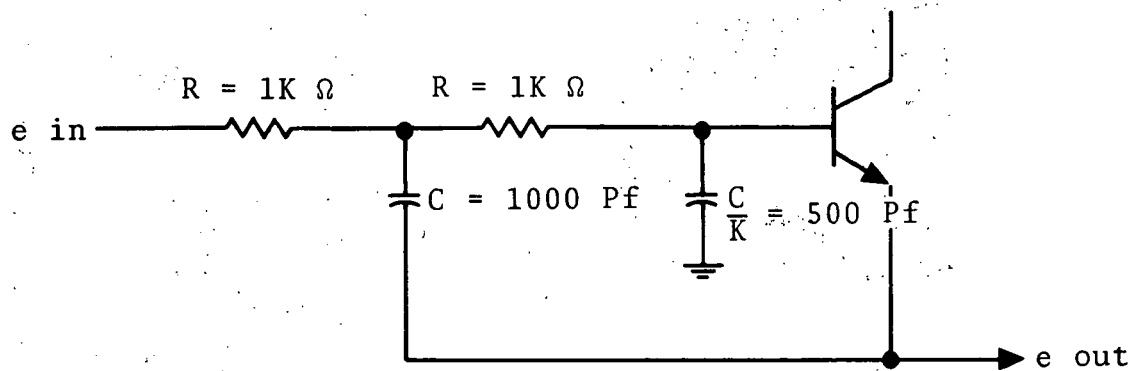 R = 1K Ω
R = 1K Ω
e in
C = 1000 Pf
C/K = 500 Pf
e out